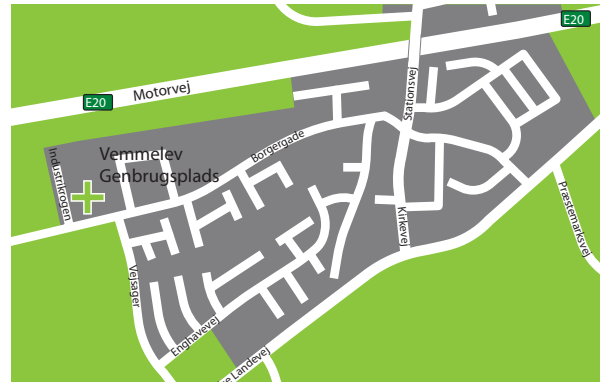 E20
E20
Motorvej
Stationsvej
Borgergade
Industrikrogen
Vemmelev
Genbrugsplads
Præstemarksvej
Kirkevej
Vejsager
Enghavevej
Landevej